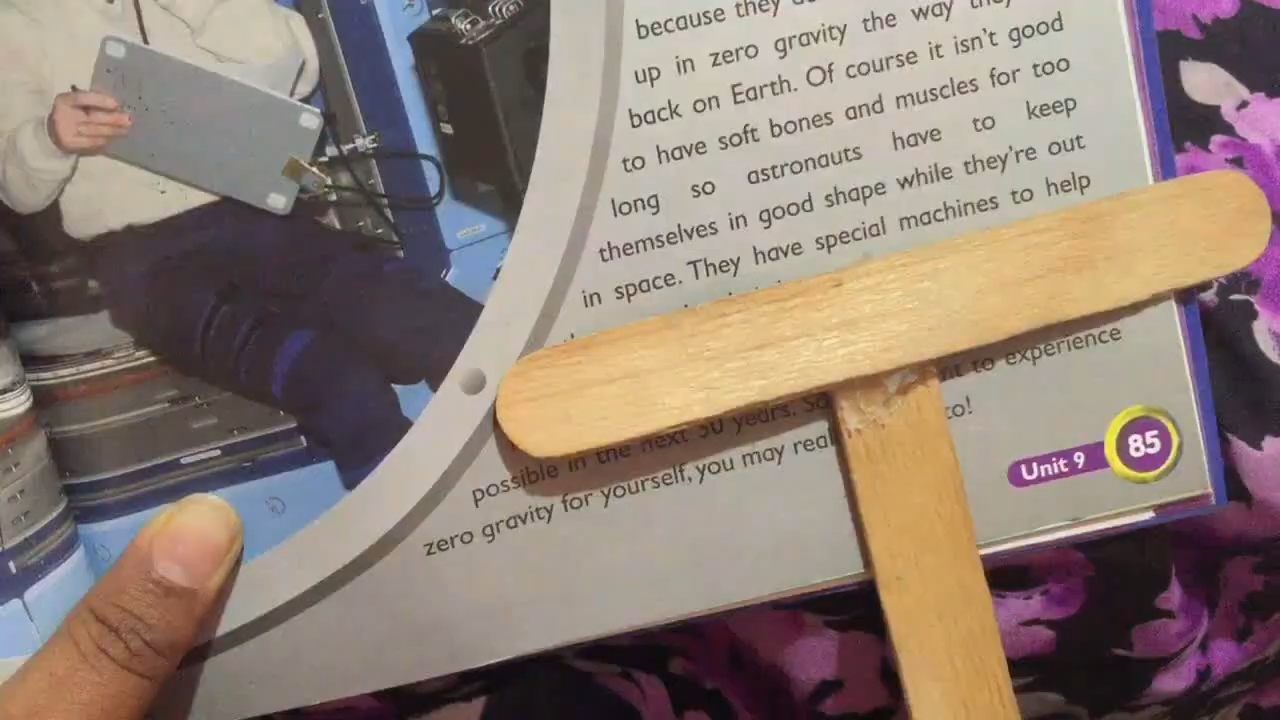 because they
up in zero gravity the way
back on Earth. Of course it isn't good
to have soft bones and muscles for too
long so astronauts have to keep
themselves in good shape while they're out
in space. They have special machines to help
to experience
possible in the next 50 years. So
zero gravity for yourself, you may to!
Unit 9
85